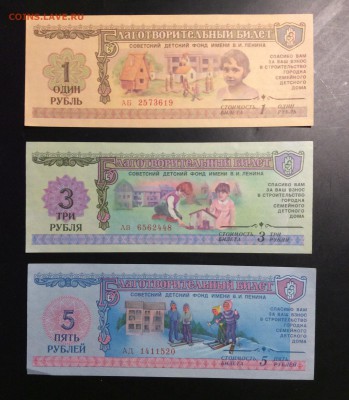 COINS.LAVE.RU
БЛАГОТВОРИТЕЛЬНЫЙ БИЛЕТ
СОВЕТСКИЙ ДЕТСКИЙ ФОНД ИМЕНИ В.И. ЛЕНИНА
1
ОДИН
РУБЛЬ
СПАСИБО ВАМ
ЗА ВАШ ВЗНОС
В СТРОИТЕЛЬСТВО
ГОРОДКА
СЕМЕЙНОГО
ДЕТСКОГО
ДОМА
АБ 2573619
СТОИМОСТЬ БИЛЕТА 1 ОДИН РУБЛЬ
БЛАГОТВОРИТЕЛЬНЫЙ БИЛЕТ
СОВЕТСКИЙ ДЕТСКИЙ ФОНД ИМЕНИ В.И. ЛЕНИНА
3
ТРИ
РУБЛЯ
СПАСИБО ВАМ
ЗА ВАШ ВЗНОС
В СТРОИТЕЛЬСТВО
ГОРОДКА
СЕМЕЙНОГО
ДЕТСКОГО
ДОМА
АВ 6562448
СТОИМОСТЬ БИЛЕТА 3 ТРИ РУБЛЯ
БЛАГОТВОРИТЕЛЬНЫЙ БИЛЕТ
СОВЕТСКИЙ ДЕТСКИЙ ФОНД ИМЕНИ В.И. ЛЕНИНА
5
ПЯТЬ
РУБЛЕЙ
СПАСИБО ВАМ
ЗА ВАШ ВЗНОС
В СТРОИТЕЛЬСТВО
ГОРОДКА
СЕМЕЙНОГО
ДЕТСКОГО
ДОМА
АД 1411520
СТОИМОСТЬ БИЛЕТА 5 ПЯТЬ РУБЛЕЙ